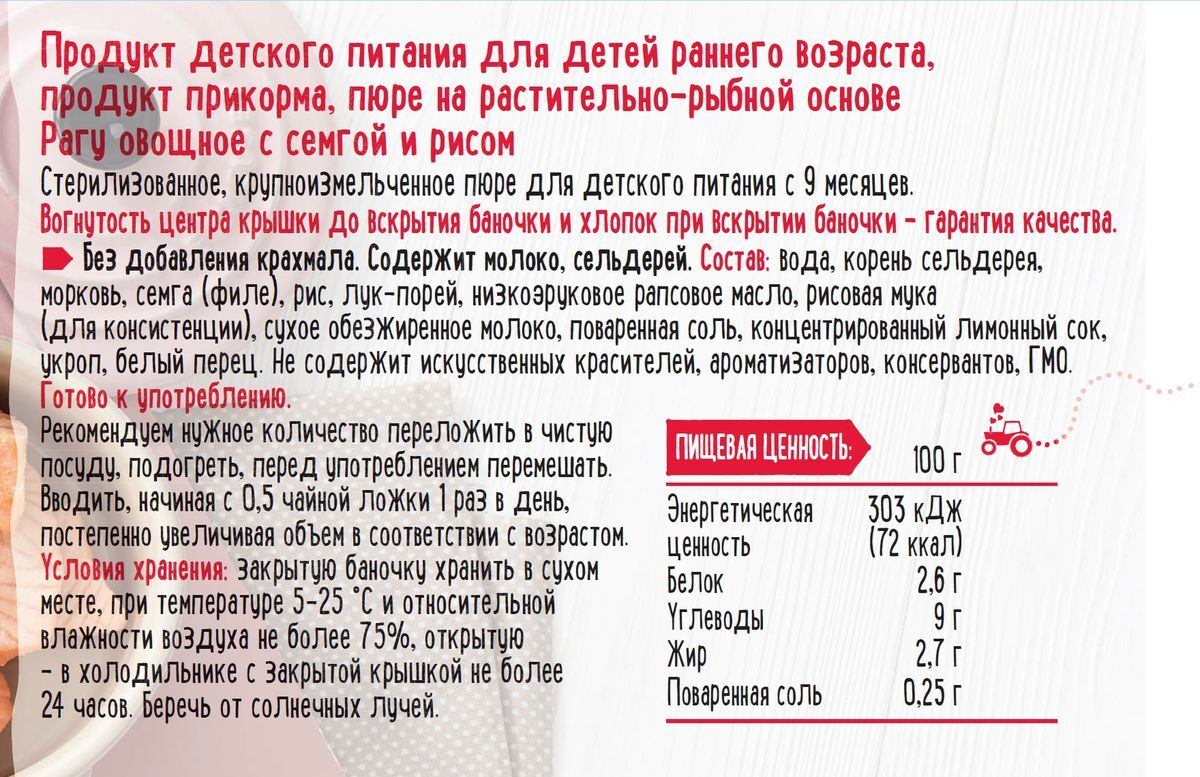 Продукт детского питания для детей раннего возраста,
продукт прикорма, пюре на растительно-рыбной основе
Рагу овощное с семгой и рисом
Стерилизованное, крупноизмельченное пюре для детского питания с 9 месяцев.
Вогнутость центра крышки до вскрытия баночки и хлопок при вскрытии баночки – гарантия качества.
Без добавления крахмала. Содержит молоко, сельдерей. Состав: вода, корень сельдерея,
морковь, семга (филе), рис, лук-порей, низкоэруковое рапсовое масло, рисовая мука
(для консистенции), сухое обезжиренное молоко, поваренная соль, концентрированный лимонный сок,
укроп, белый перец. Не содержит искусственных красителей, ароматизаторов, консервантов, ГМО.
Готово к употреблению.
Рекомендуем нужное количество переложить в чистую
посуду, подогреть, перед употреблением перемешать.
Вводить, начиная с 0,5 чайной ложки 1 раз в день,
постепенно увеличивая объем в соответствии с возрастом.
Условия хранения: закрытую баночку хранить в сухом
месте, при температуре 5-25 °С и относительной
влажности воздуха не более 75%, открытую
– в холодильнике с закрытой крышкой не более
24 часов. Беречь от солнечных лучей.
ПИЩЕВАЯ ЦЕННОСТЬ: 100 г
Энергетическая 303 кДж
ценность (72 ккал)
Белок 2,6 г
Углеводы 9 г
Жир 2,7 г
Поваренная соль 0,25 г